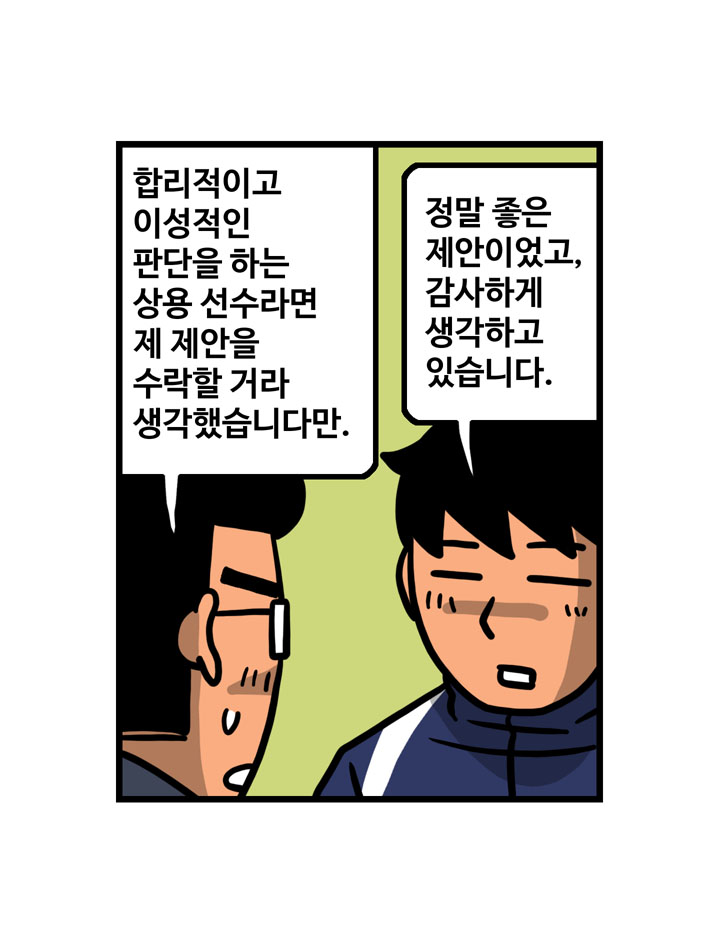 합리적이고
이성적인
판단을 하는
상용 선수라면
제 제안을
수락할 거라
생각했습니다만.
정말 좋은
제안이었고,
감사하게
생각하고
있습니다.